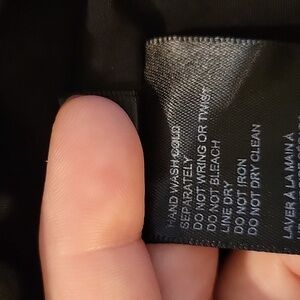 HAND WASH COLD
SEPARATELY
DO NOT WRING OR TWIST
DO NOT BLEACH
LINE DRY
DO NOT IRON
DO NOT DRY CLEAN
LAVER À LA MAIN À